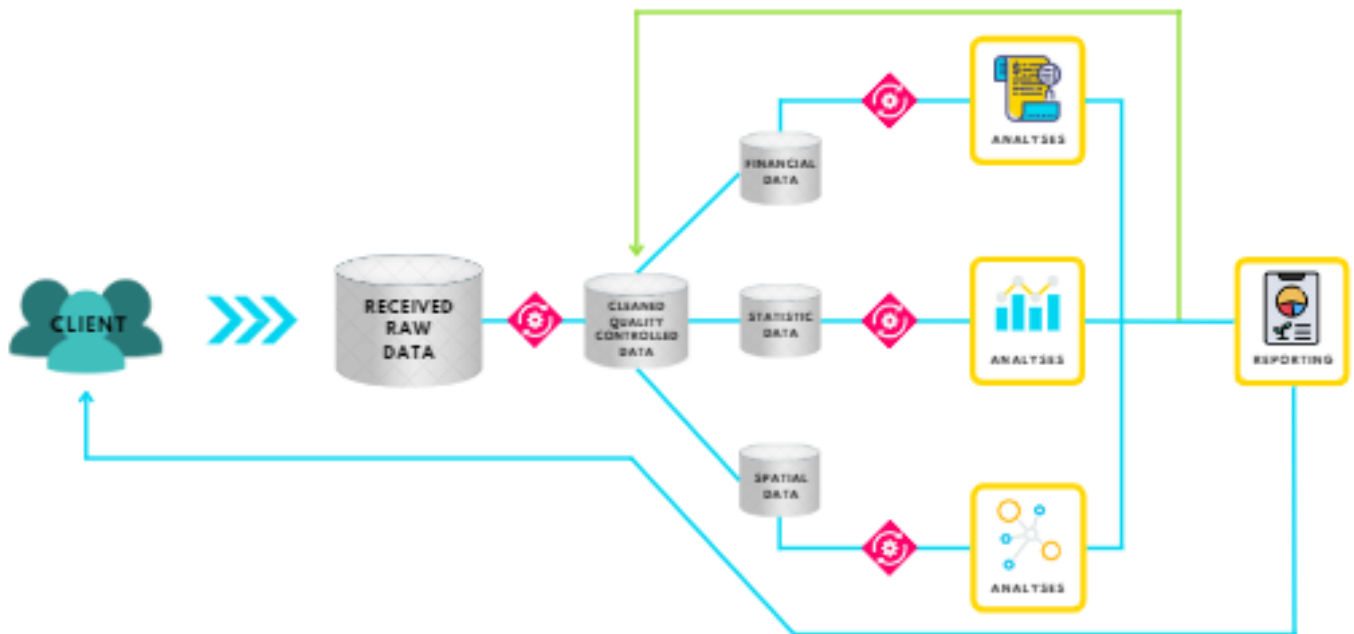 CLIENT
RECEIVED
RAW
DATA
CLEANED
QUALITY
CONTROLLED
DATA
FINANCIAL
DATA
STATISTIC
DATA
SPATIAL
DATA
ANALYSES
ANALYSES
ANALYSES
REPORTING